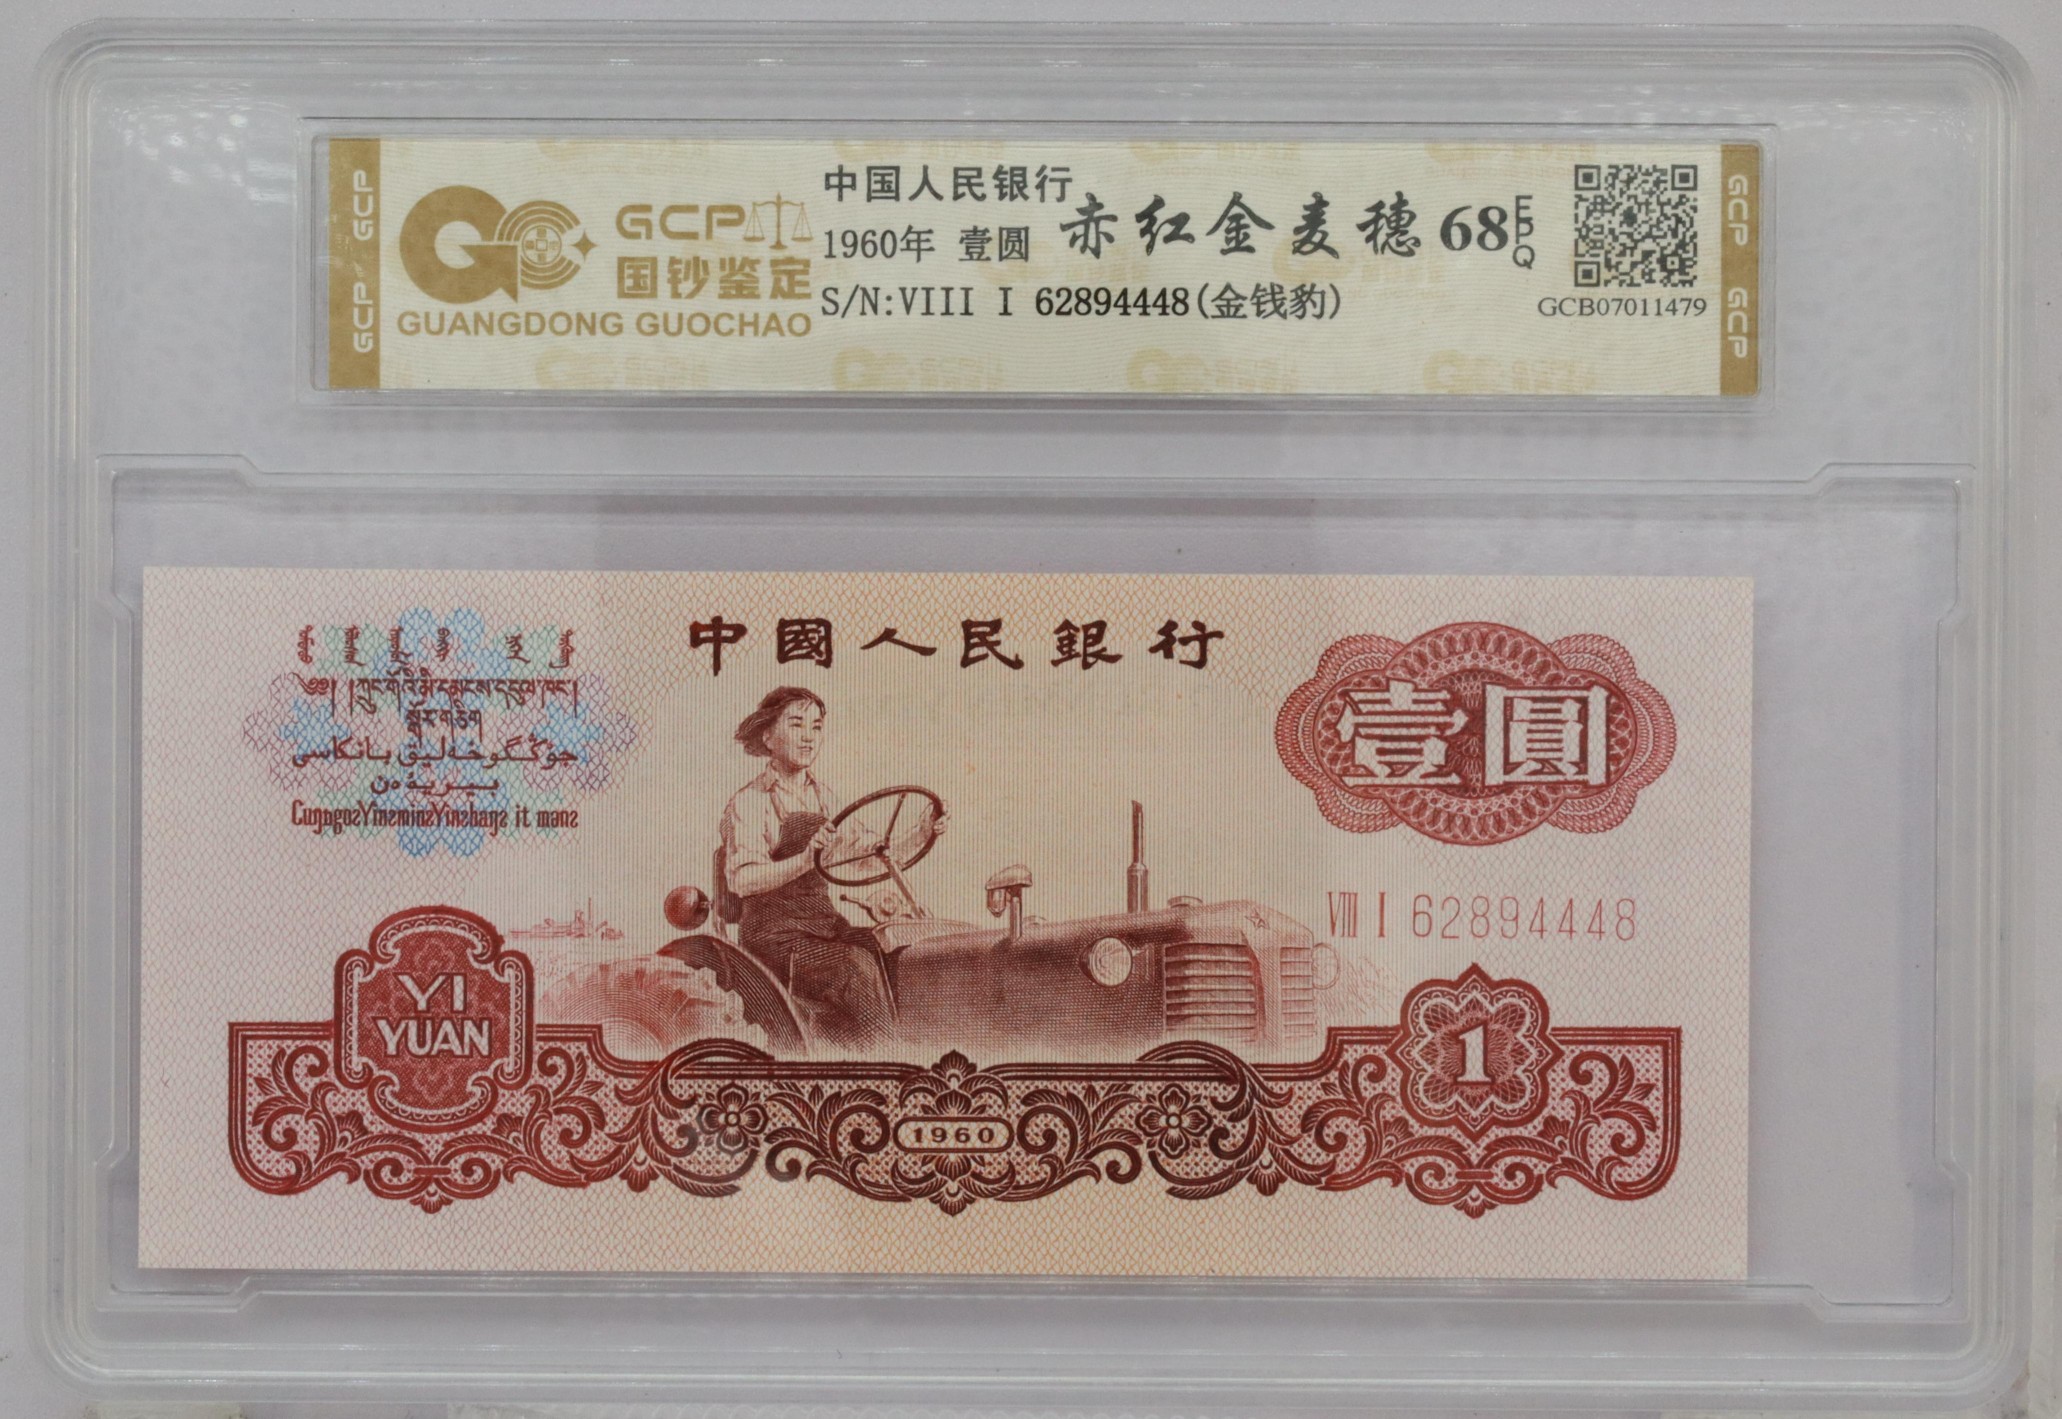 GCP GCP
GCP
国钞鉴定
GUANGDONG GUOCHAO
中国人民银行
1960年 壹圆 赤红金麦穗 68 EPQ
S/N:VIII I 62894448(金钱豹)
GCB07011479
GCP GCP
中國人民銀行
壹圓
VIII I 62894448
YI
YUAN
1
1960